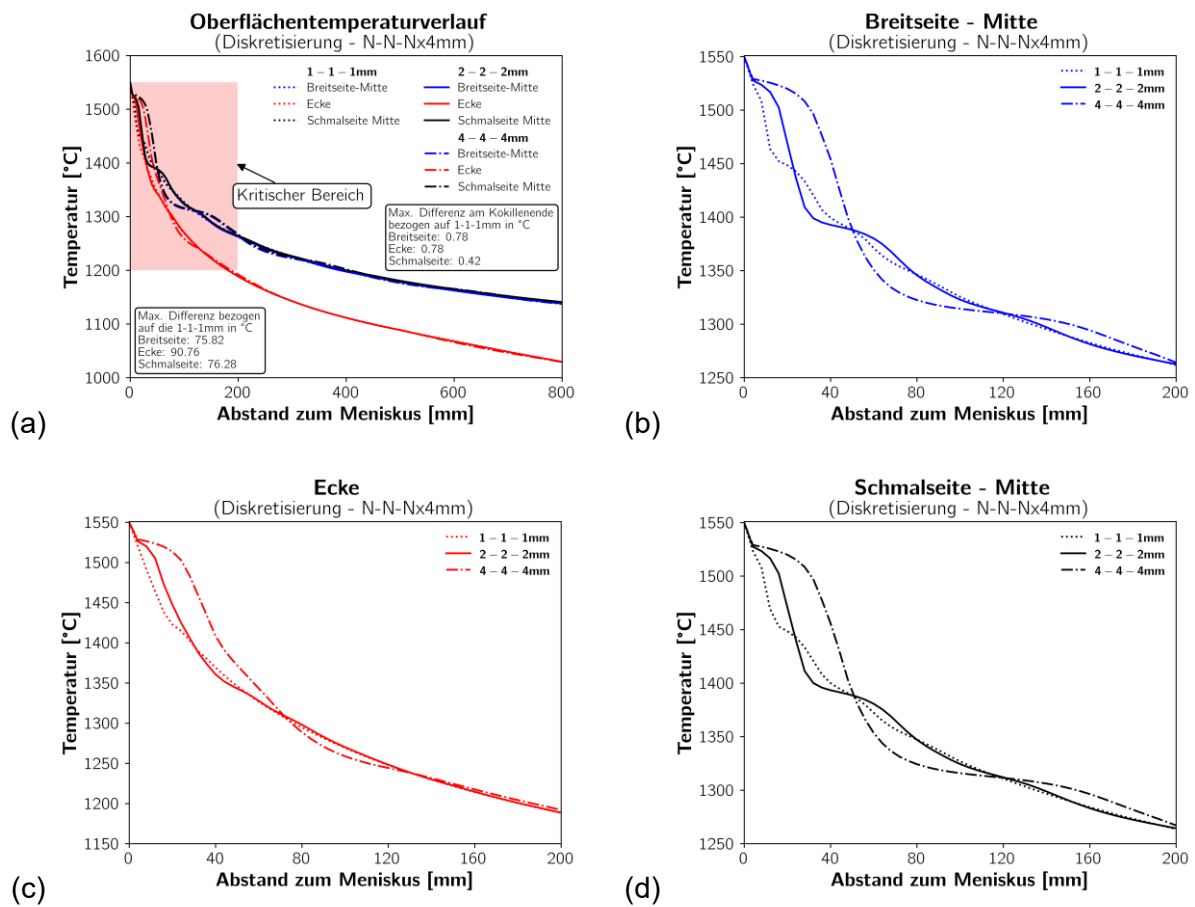 Oberflächentemperaturverlauf
(Diskretisierung - N-N-Nx4mm)
1 – 1 – 1mm
Breitseite-Mitte
Ecke
Schmalseite Mitte
2 – 2 – 2mm
Breitseite-Mitte
Ecke
Schmalseite Mitte
4 – 4 – 4mm
Breitseite-Mitte
Ecke
Schmalseite Mitte
Kritischer Bereich
Max. Differenz am Kokillenende
bezogen auf 1-1-1mm in °C
Breitseite: 0.78
Ecke: 0.78
Schmalseite: 0.42
Max. Differenz bezogen
auf die 1-1-1mm in °C
Breitseite: 75.82
Ecke: 90.76
Schmalseite: 76.28
Temperatur [°C]
1600
1500
1400
1300
1200
1100
1000
0 200 400 600 800
Abstand zum Meniskus [mm]
(a)
Breitseite - Mitte
(Diskretisierung - N-N-Nx4mm)
1 – 1 – 1mm
2 – 2 – 2mm
4 – 4 – 4mm
Temperatur [°C]
1550
1500
1450
1400
1350
1300
1250
0 40 80 120 160 200
Abstand zum Meniskus [mm]
(b)
Ecke
(Diskretisierung - N-N-Nx4mm)
1 – 1 – 1mm
2 – 2 – 2mm
4 – 4 – 4mm
Temperatur [°C]
1550
1500
1450
1400
1350
1300
1250
1200
1150
0 40 80 120 160 200
Abstand zum Meniskus [mm]
(c)
Schmalseite - Mitte
(Diskretisierung - N-N-Nx4mm)
1 – 1 – 1mm
2 – 2 – 2mm
4 – 4 – 4mm
Temperatur [°C]
1550
1500
1450
1400
1350
1300
1250
0 40 80 120 160 200
Abstand zum Meniskus [mm]
(d)